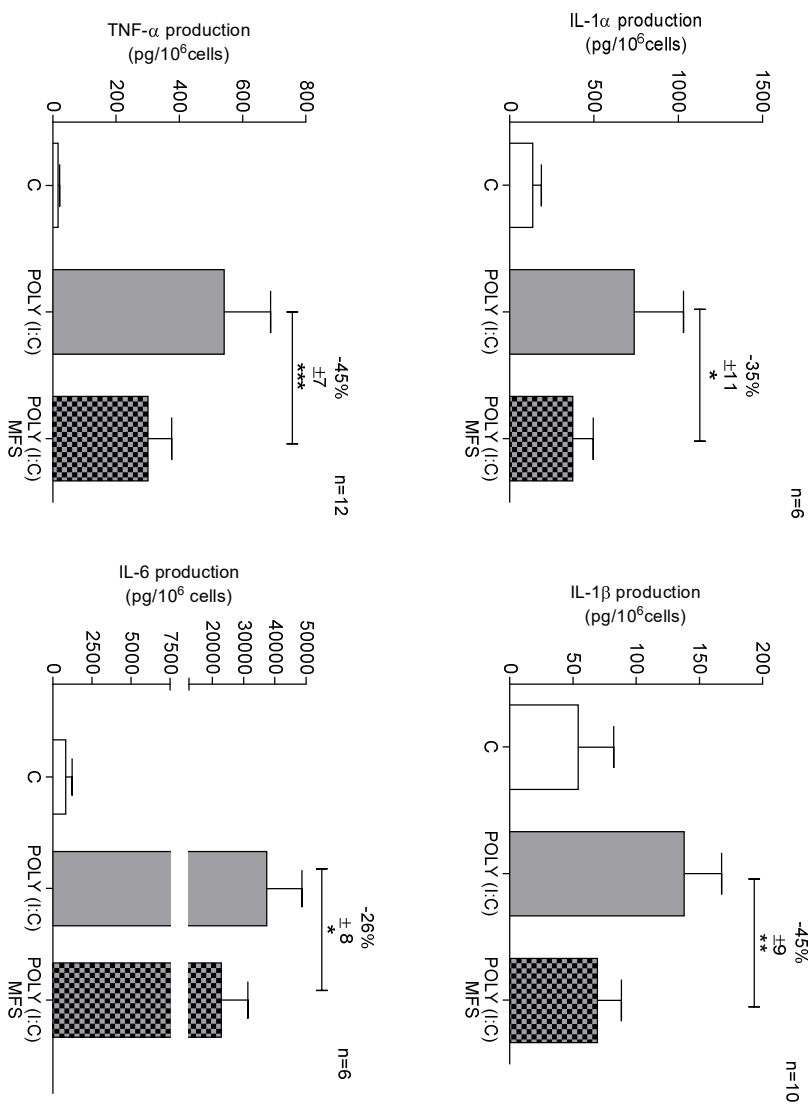 IL-1α production
(pg/10⁶cells)
1500
1000
500
0
C
POLY (I:C)
POLY (I:C)
MFS
-35%
±11
*
n=6
IL-1β production
(pg/10⁶cells)
200
150
100
50
0
C
POLY (I:C)
POLY (I:C)
MFS
-45%
±9
**
n=10
TNF-α production
(pg/10⁶cells)
800
600
400
200
0
C
POLY (I:C)
POLY (I:C)
MFS
-45%
±7
***
n=12
IL-6 production
(pg/10⁶ cells)
50000
40000
30000
20000
7500
5000
2500
0
C
POLY (I:C)
POLY (I:C)
MFS
-26%
± 8
*
n=6